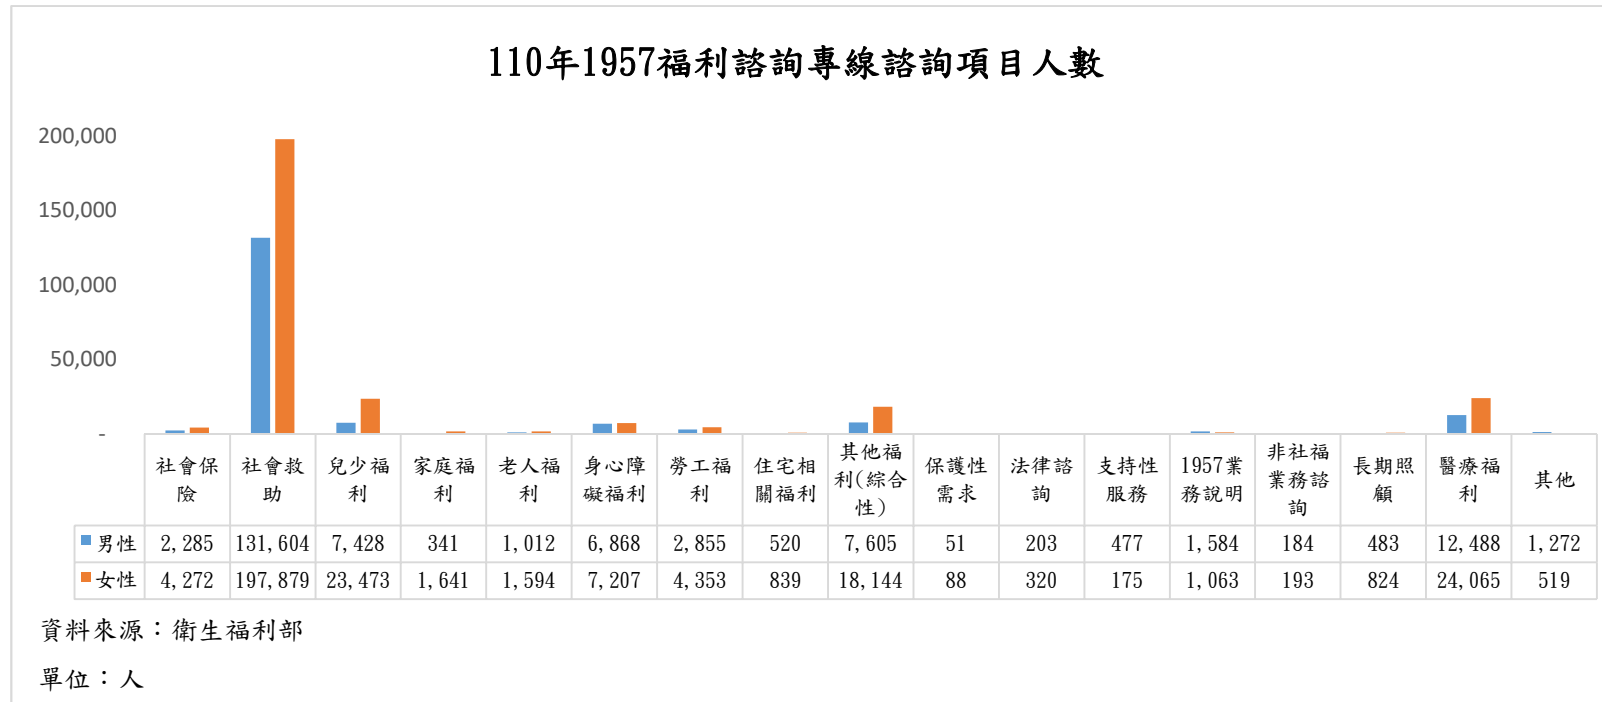 110年1957福利諮詢專線諮詢項目人數
200,000
150,000
100,000
50,000
-
社會保險 社會救助 兒少福利 家庭福利 老人福利 身心障礙福利 勞工福利 住宅相關福利 其他福利(綜合性) 保護性需求 法律諮詢 支持性服務 1957業務說明 非社福業務諮詢 長期照顧 醫療福利 其他
男性 2,285 131,604 7,428 341 1,012 6,868 2,855 520 7,605 51 203 477 1,584 184 483 12,488 1,272
女性 4,272 197,879 23,473 1,641 1,594 7,207 4,353 839 18,144 88 320 175 1,063 193 824 24,065 519
資料來源：衛生福利部
單位：人